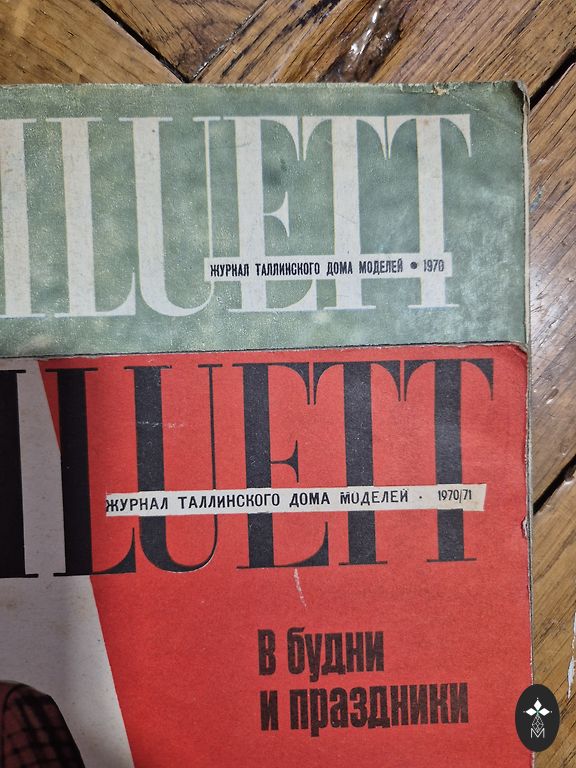 ILUETT
ЖУРНАЛ ТАЛЛИНСКОГО ДОМА МОДЕЛЕЙ • 1970
ILUETT
ЖУРНАЛ ТАЛЛИНСКОГО ДОМА МОДЕЛЕЙ · 1970/71
В будни
и праздники
M